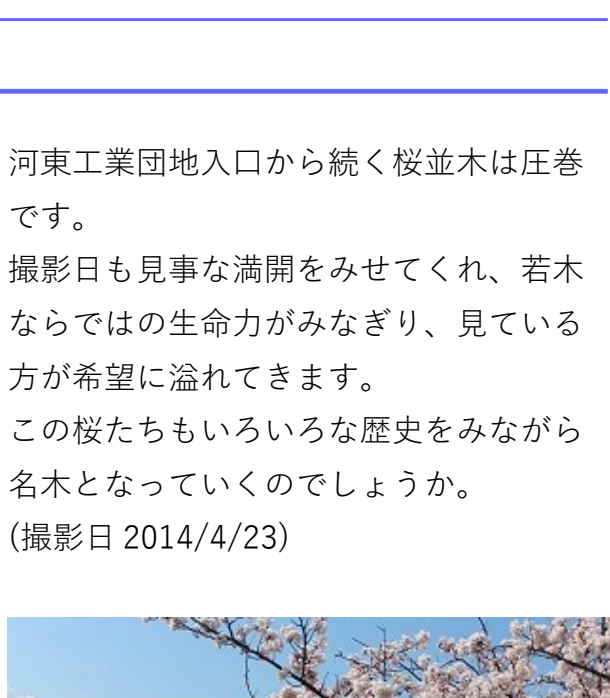 河東工業団地入口から続く桜並木は圧巻
です。
撮影日も見事な満開をみせてくれ、若木
ならではの生命力がみなぎり、見ている
方が希望に溢れてきます。
この桜たちもいろいろな歴史をみながら
名木となっていくのでしょうか。
(撮影日 2014/4/23)